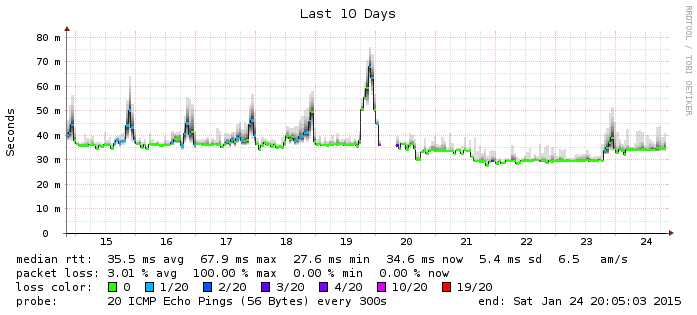 Last 10 Days
RRDTOOL / TOBI OETIKER
Seconds
80 m
70 m
60 m
50 m
40 m
30 m
20 m
10 m
0
15 16 17 18 19 20 21 22 23 24
median rtt: 35.5 ms avg 67.9 ms max 27.6 ms min 34.6 ms now 5.4 ms sd 6.5 am/s
packet loss: 3.01 % avg 100.00 % max 0.00 % min 0.00 % now
loss color: 0 1/20 2/20 3/20 4/20 10/20 19/20
probe: 20 ICMP Echo Pings (56 Bytes) every 300s end: Sat Jan 24 20:05:03 2015